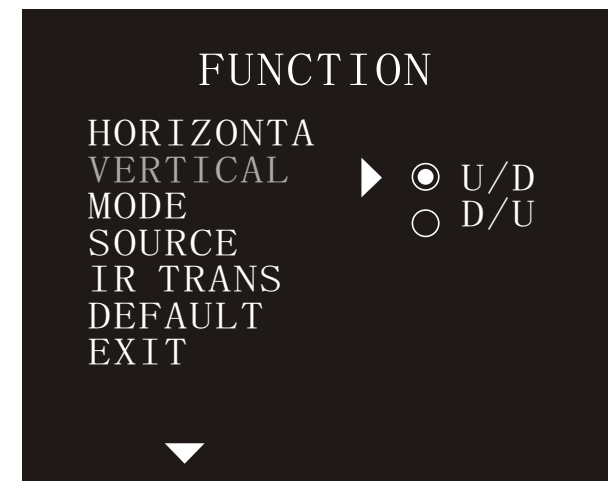 FUNCTION
HORIZONTA
VERTICAL
U/D
MODE
D/U
SOURCE
IR TRANS
DEFAULT
EXIT